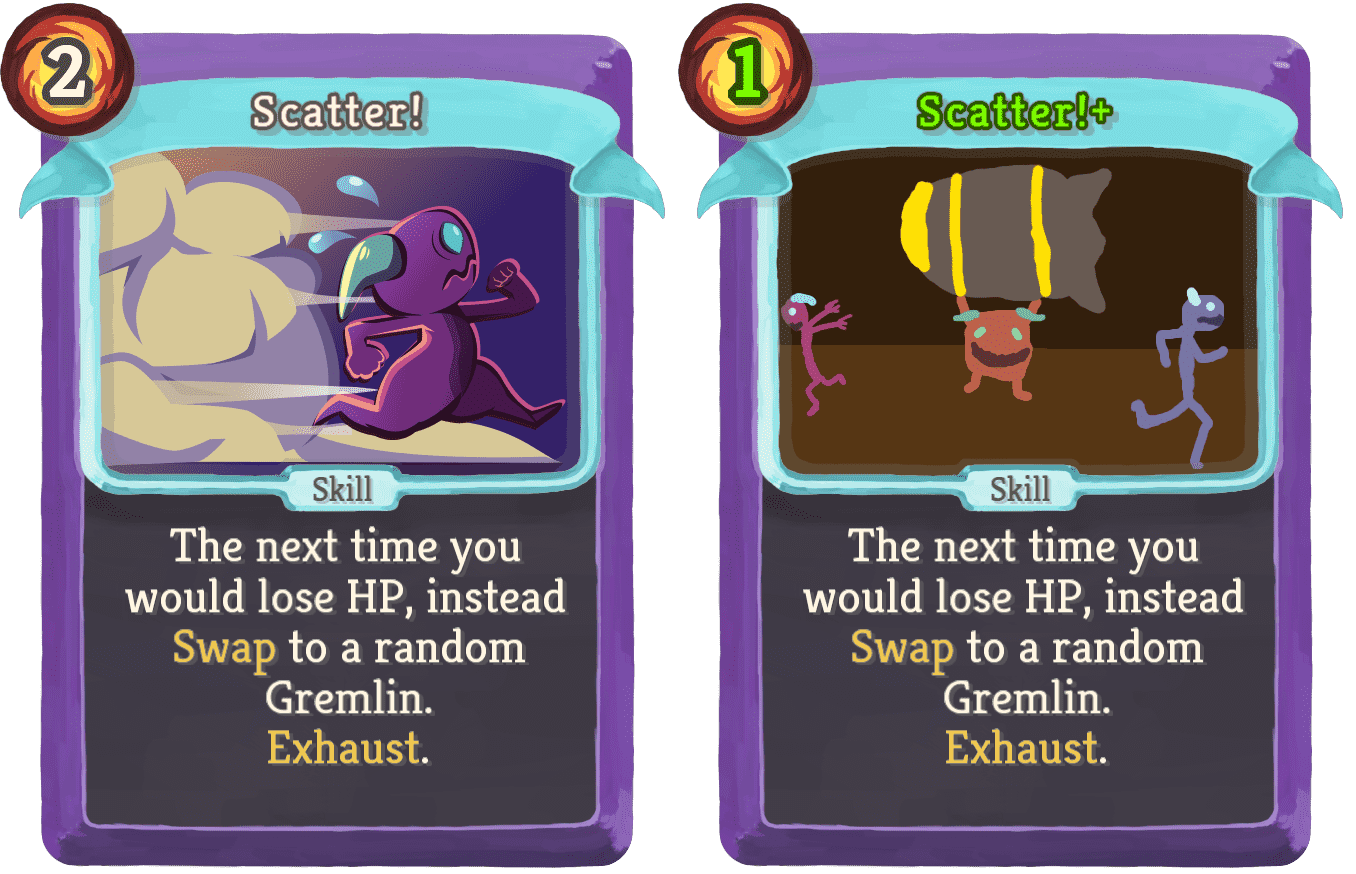 2
Scatter!
Skill
The next time you
would lose HP, instead
Swap to a random
Gremlin.
Exhaust.
1
Scatter!+
Skill
The next time you
would lose HP, instead
Swap to a random
Gremlin.
Exhaust.